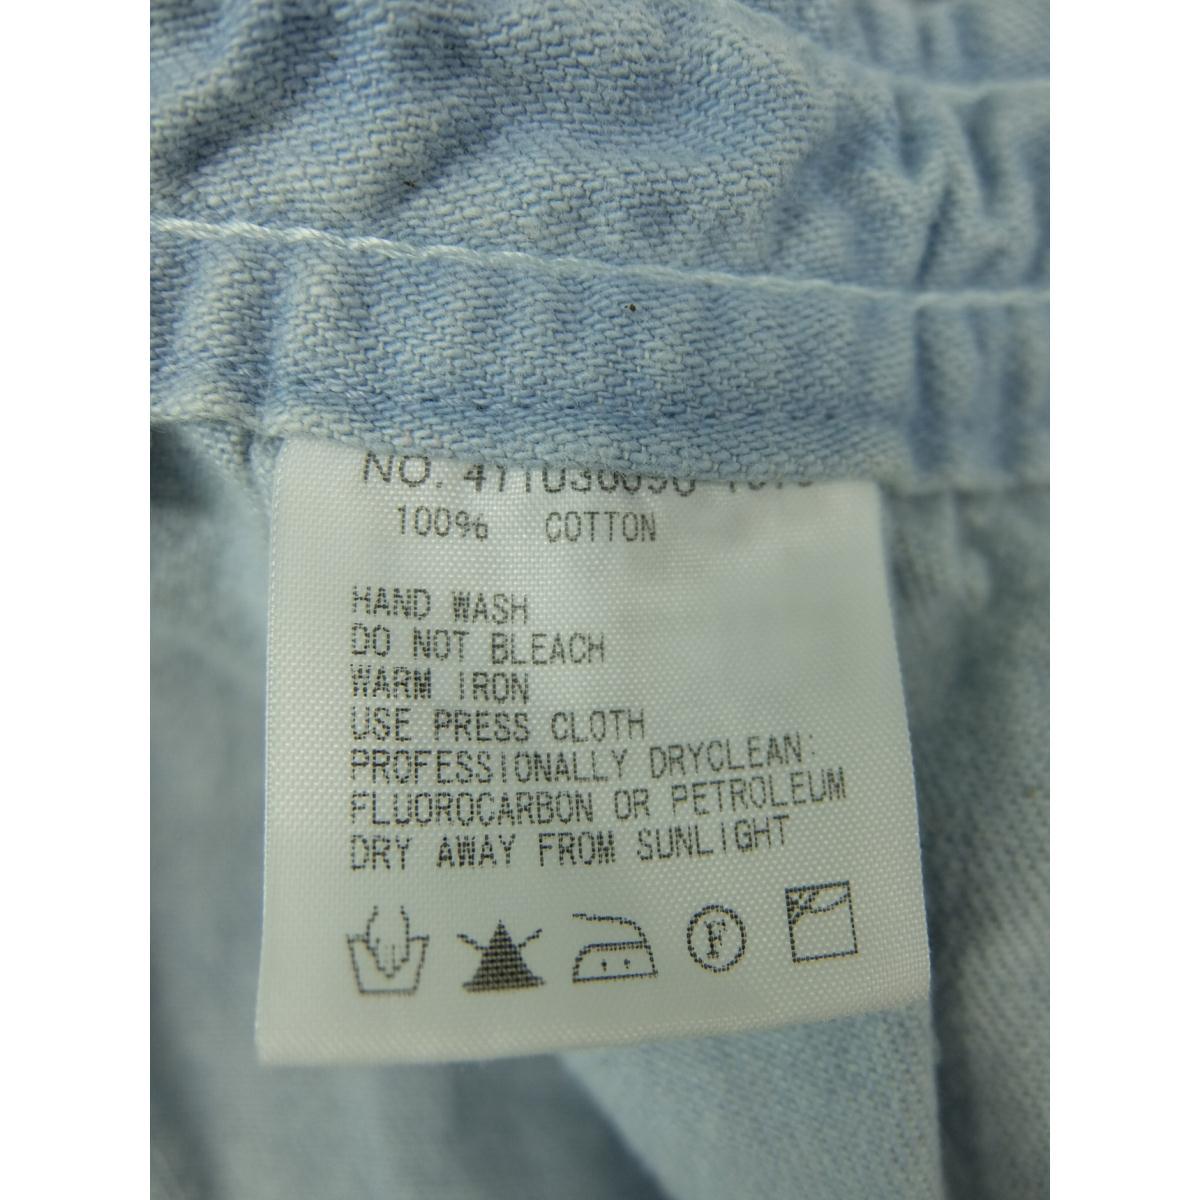 NO.
100% COTTON
HAND WASH
DO NOT BLEACH
WARM IRON
USE PRESS CLOTH
PROFESSIONALLY DRYCLEAN:
FLUOROCARBON OR PETROLEUM
DRY AWAY FROM SUNLIGHT
F